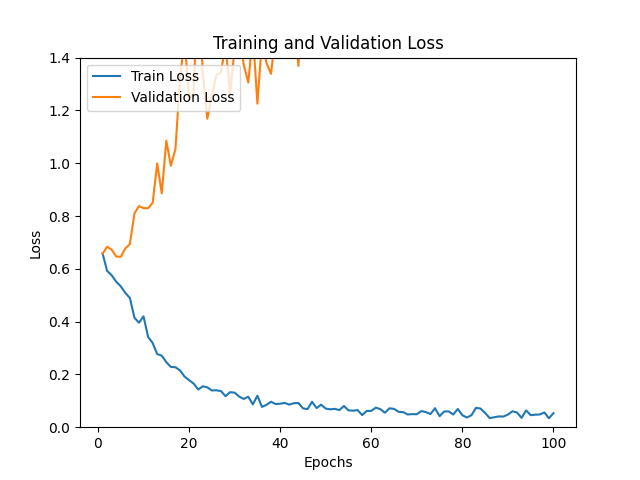 Training and Validation Loss
Train Loss
Validation Loss
Loss
1.4
1.2
1.0
0.8
0.6
0.4
0.2
0.0
0 20 40 60 80 100
Epochs